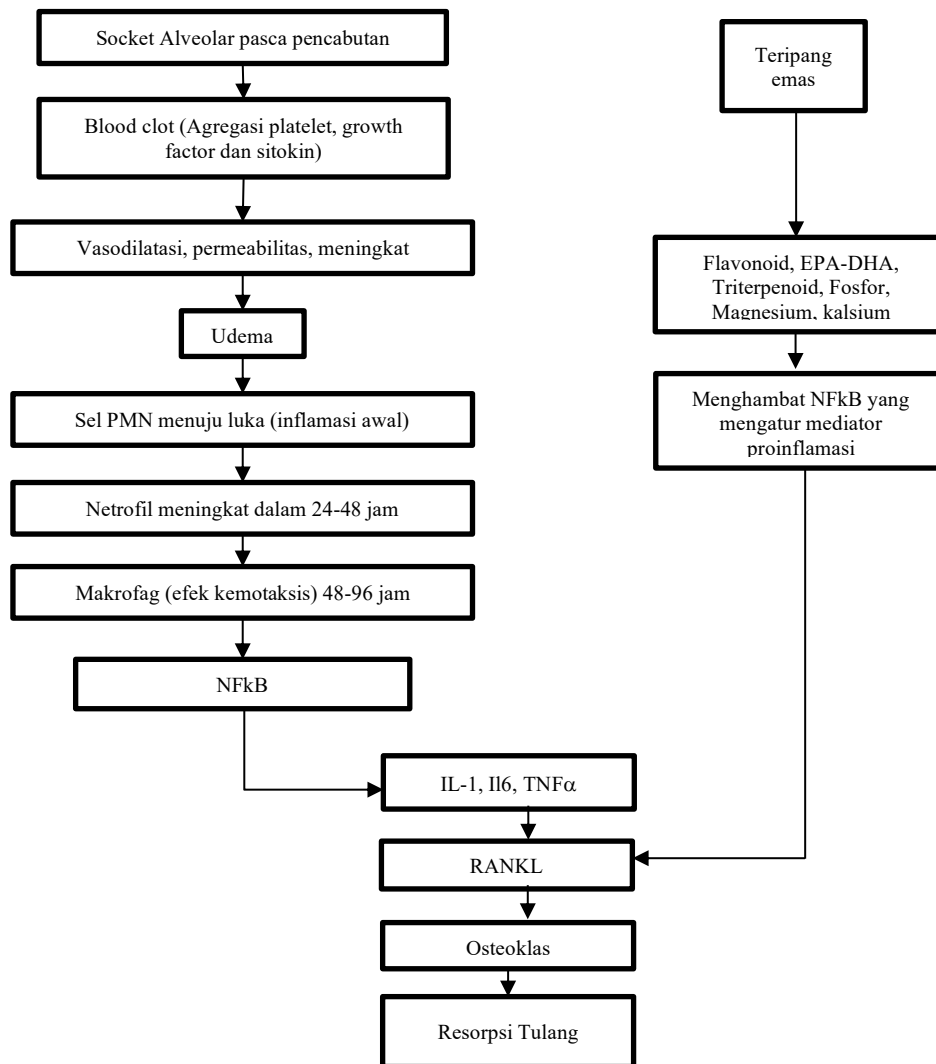 Socket Alveolar pasca pencabutan
Blood clot (Agregasi platelet, growth
factor dan sitokin)
Vasodilatasi, permeabilitas, meningkat
Udema
Sel PMN menuju luka (inflamasi awal)
Netrofil meningkat dalam 24-48 jam
Makrofag (efek kemotaksis) 48-96 jam
NFkB
Teripang
emas
Flavonoid, EPA-DHA,
Triterpenoid, Fosfor,
Magnesium, kalsium
Menghambat NFkB yang
mengatur mediator
proinflamasi
IL-1, Il6, TNFα
RANKL
Osteoklas
Resorpsi Tulang